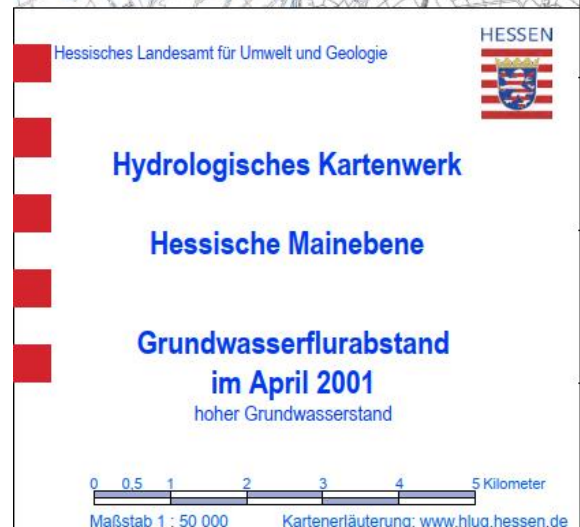 HESSEN
Hessisches Landesamt für Umwelt und Geologie
Hydrologisches Kartenwerk
Hessische Mainebene
Grundwasserflurabstand
im April 2001
hoher Grundwasserstand
0 0,5 1 2 3 4 5 Kilometer
Maßstab 1 : 50 000 Kartenerläuterung: www.hlug.hessen.de